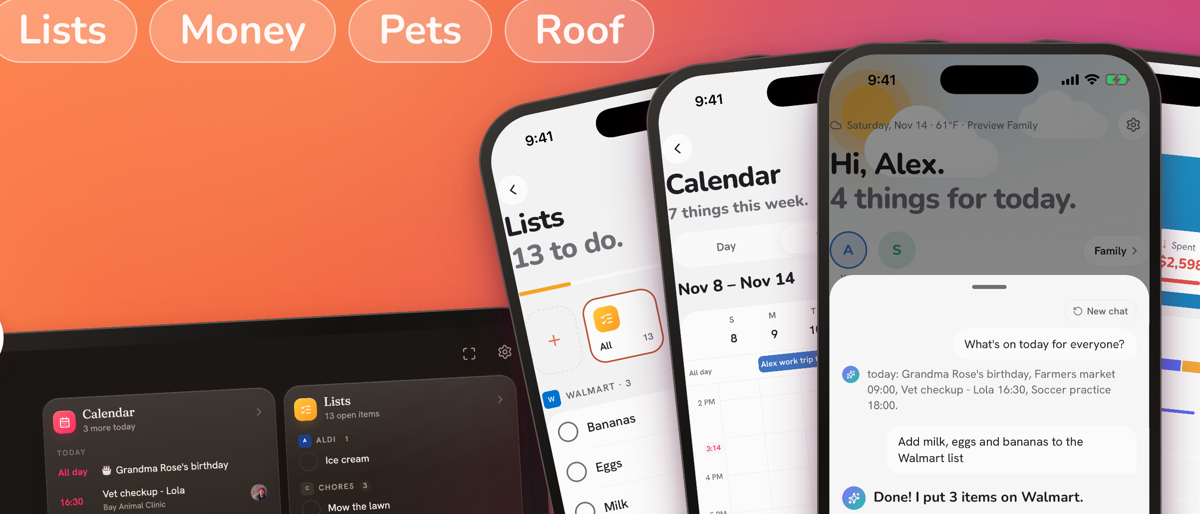 Lists
Money
Pets
Roof
9:41
Lists
13 to do.
All
13
WALMART · 3
Bananas
Eggs
Milk
9:41
Calendar
7 things this week.
Day
Nov 8 – Nov 14
S
M
8
9
All day
Alex work trip
2 PM
3:14
4 PM
9:41
Saturday, Nov 14 · 61°F · Preview Family
Hi, Alex.
4 things for today.
A
S
Family
New chat
What's on today for everyone?
today: Grandma Rose's birthday, Farmers market
09:00, Vet checkup - Lola 16:30, Soccer practice
18:00.
Add milk, eggs and bananas to the
Walmart list
Done! I put 3 items on Walmart.
Spent
$2,598
Calendar
3 more today
TODAY
All day
Grandma Rose's birthday
16:30
Vet checkup - Lola
Bay Animal Clinic
Lists
13 open items
A ALDI 1
Ice cream
C CHORES 3
Mow the lawn